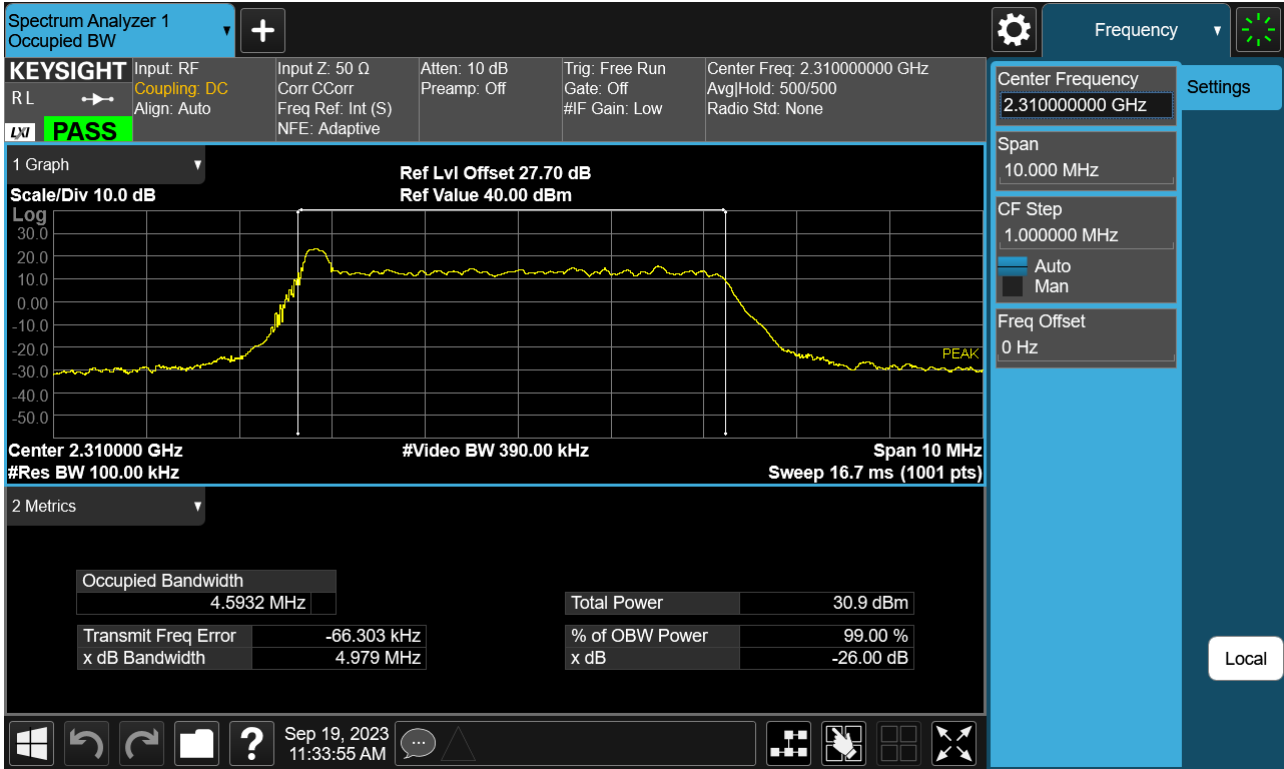 Spectrum Analyzer 1
Occupied BW
▼
+
Frequency
▼
KEYSIGHT
R L
LXI
PASS
Input: RF
Coupling: DC
Align: Auto
Input Z: 50 Ω
Corr CCorr
Freq Ref: Int (S)
NFE: Adaptive
Atten: 10 dB
Preamp: Off
Trig: Free Run
Gate: Off
#IF Gain: Low
Center Freq: 2.310000000 GHz
Avg|Hold: 500/500
Radio Std: None
Center Frequency
2.310000000 GHz
Settings
Span
10.000 MHz
CF Step
1.000000 MHz
Auto
Man
Freq Offset
0 Hz
Local
1 Graph
Scale/Div 10.0 dB
Ref Lvl Offset 27.70 dB
Ref Value 40.00 dBm
Log
30.0
20.0
10.0
0.00
-10.0
-20.0
-30.0
-40.0
-50.0
PEAK
Center 2.310000 GHz
#Video BW 390.00 kHz
Span 10 MHz
#Res BW 100.00 kHz
Sweep 16.7 ms (1001 pts)
2 Metrics
Occupied Bandwidth
4.5932 MHz
Total Power 30.9 dBm
Transmit Freq Error -66.303 kHz
% of OBW Power 99.00 %
x dB Bandwidth 4.979 MHz
x dB -26.00 dB
?
Sep 19, 2023
11:33:55 AM